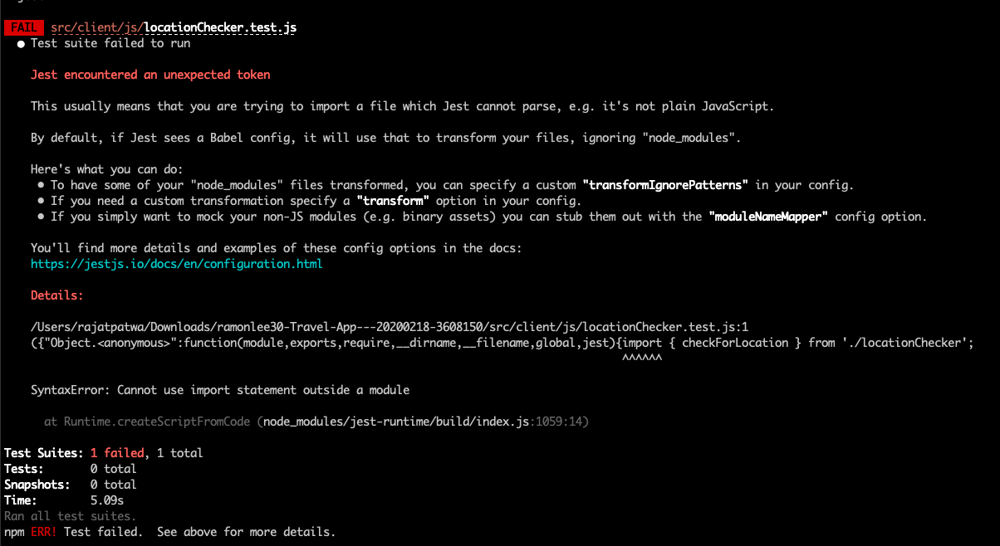 FAIL src/client/js/locationChecker.test.js
● Test suite failed to run
Jest encountered an unexpected token
This usually means that you are trying to import a file which Jest cannot parse, e.g. it's not plain JavaScript.
By default, if Jest sees a Babel config, it will use that to transform your files, ignoring "node_modules".
Here's what you can do:
• To have some of your "node_modules" files transformed, you can specify a custom "transformIgnorePatterns" in your config.
• If you need a custom transformation specify a "transform" option in your config.
• If you simply want to mock your non-JS modules (e.g. binary assets) you can stub them out with the "moduleNameMapper" config option.
You'll find more details and examples of these config options in the docs:
https://jestjs.io/docs/en/configuration.html
Details:
/Users/rajatpatwa/Downloads/ramonlee30-Travel-App---20200218-3608150/src/client/js/locationChecker.test.js:1
({"Object.<anonymous>":function(module,exports,require,__dirname,__filename,global,jest){import { checkForLocation } from './locationChecker';
^^^^^^
SyntaxError: Cannot use import statement outside a module
at Runtime.createScriptFromCode (node_modules/jest-runtime/build/index.js:1059:14)
Test Suites: 1 failed, 1 total
Tests: 0 total
Snapshots: 0 total
Time: 5.09s
Ran all test suites.
npm ERR! Test failed. See above for more details.